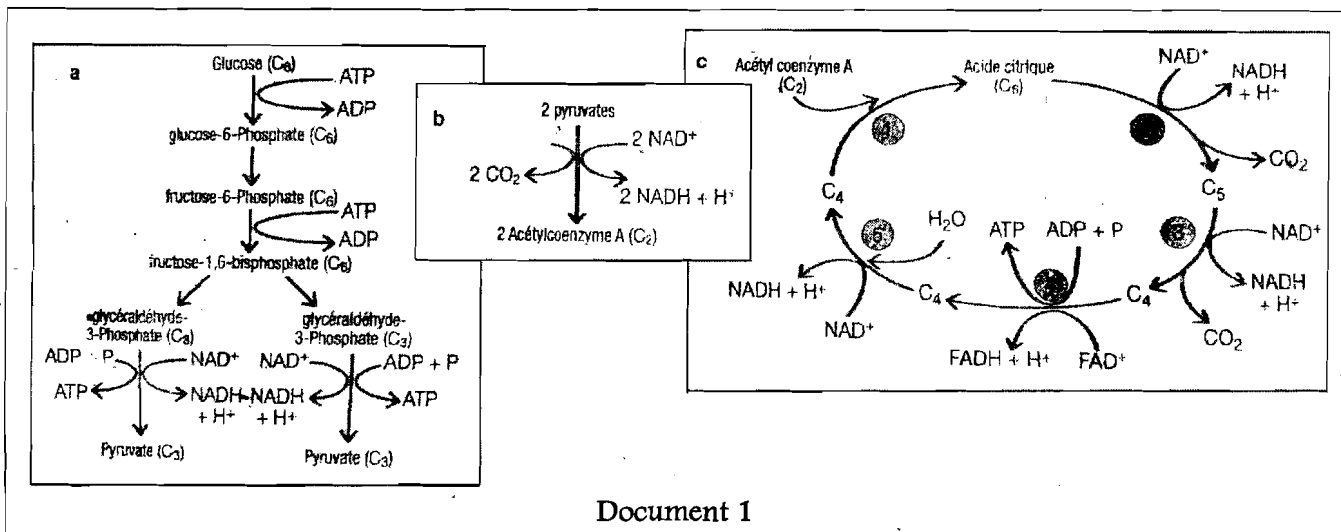 a
Glucose (C₆)
ATP
ADP
glucose-6-Phosphate (C₆)
fructose-6-Phosphate (C₆)
ATP
ADP
fructose-1,6-bisphosphate (C₆)
glycéraldéhyde-
3-Phosphate (C₃)
glycéraldéhyde-
3-Phosphate (C₃)
ADP P
NAD⁺
NAD⁺
ADP + P
ATP
NADH
+ H⁺
NADH
+ H⁺
ATP
Pyruvate (C₃)
Pyruvate (C₃)
b
2 pyruvates
2 NAD⁺
2 CO₂
2 NADH + H⁺
2 Acétylcoenzyme A (C₂)
c
Acétyl coenzyme A
(C₂)
Acide citrique
(C₆)
NAD⁺
NADH
+ H⁺
CO₂
C₄
C₅
H₂O
ATP
ADP + P
3
NAD⁺
5
NADH + H⁺
C₄
C₄
NADH
+ H⁺
NAD⁺
CO₂
FADH + H⁺
FAD⁺
Document 1